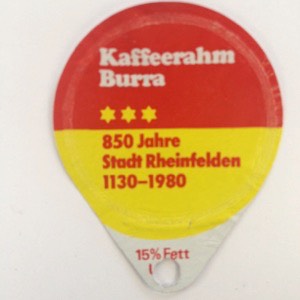 Kaffeerahm
Burra
850 Jahre
Stadt Rheinfelden
1130–1980
15% Fett